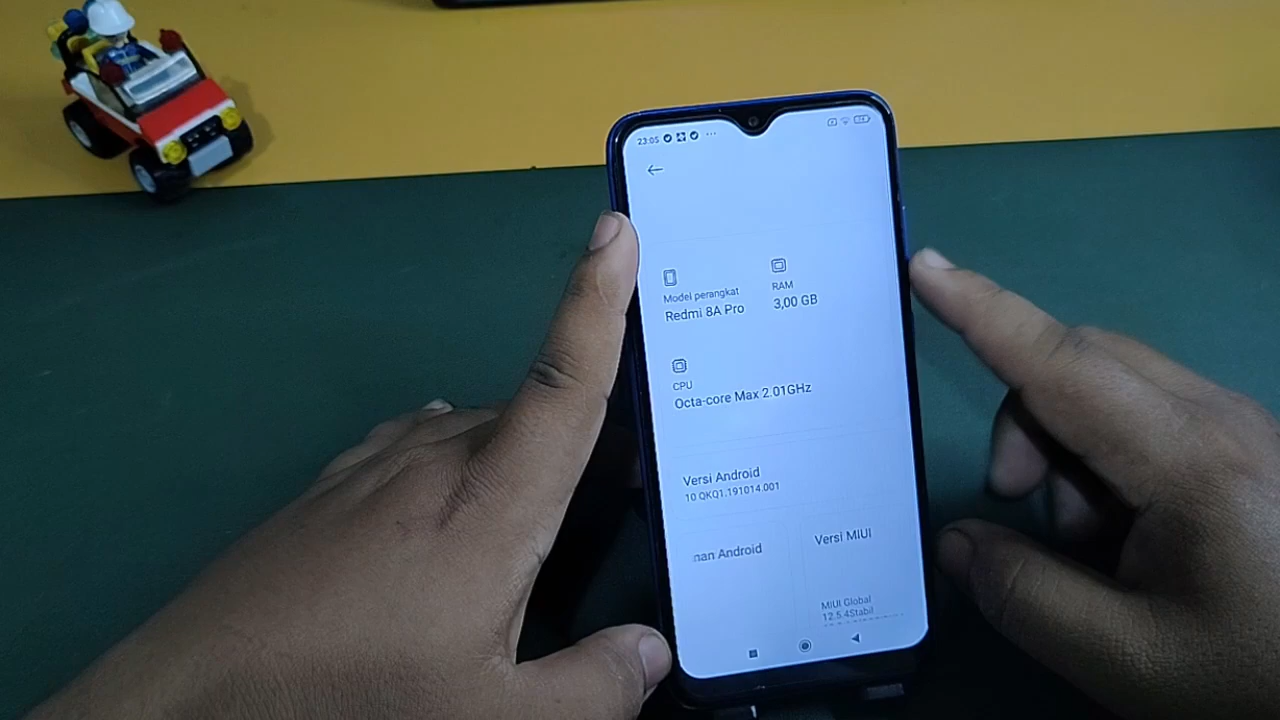 23:05
Model perangkat
Redmi 8A Pro
RAM
3,00 GB
CPU
Octa-core Max 2.01GHz
Versi Android
10 QKQ1.191014.001
nan Android
Versi MIUI
MIUI Global
12.5.4Stabil